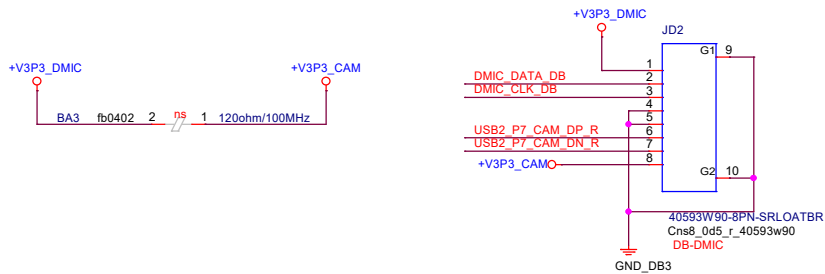 +V3P3_DMIC
JD2
+V3P3_DMIC
+V3P3_CAM
G1
9
1
DMIC_DATA_DB
2
DMIC_CLK_DB
3
4
BA3
fb0402
2
ns
1
120ohm/100MHz
5
USB2_P7_CAM_DP_R
6
USB2_P7_CAM_DN_R
7
+V3P3_CAM
8
G2
10
40593W90-8PN-SRLOATBR
Cns8_0d5_r_40593w90
DB-DMIC
GND_DB3